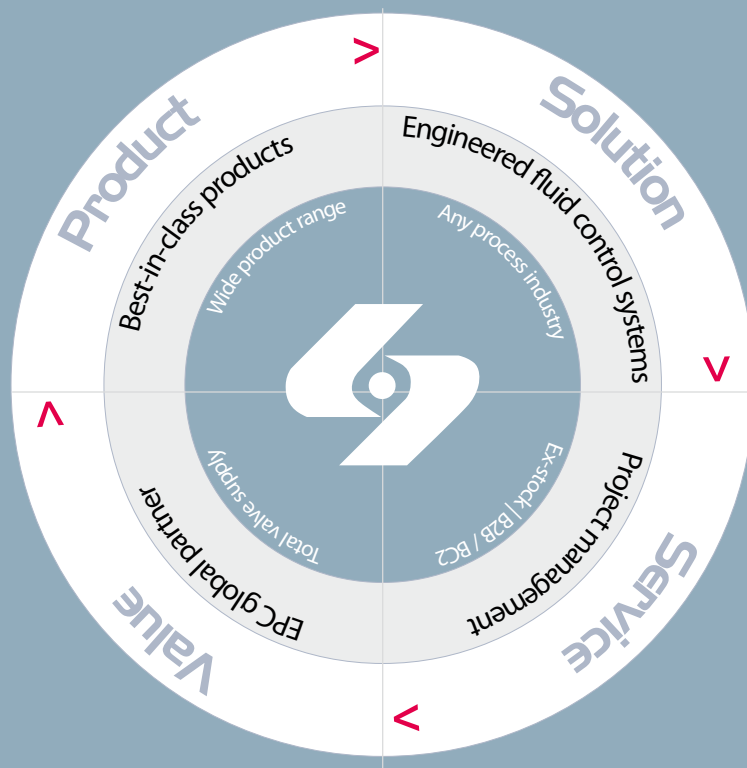 Product
Best-in-class products
Wide product range
>
Solution
Engineered fluid control systems
Any process industry
>
Service
Project management
Ex-stock | B2B / BC2
>
Value
EPC global partner
Total valve supply
>